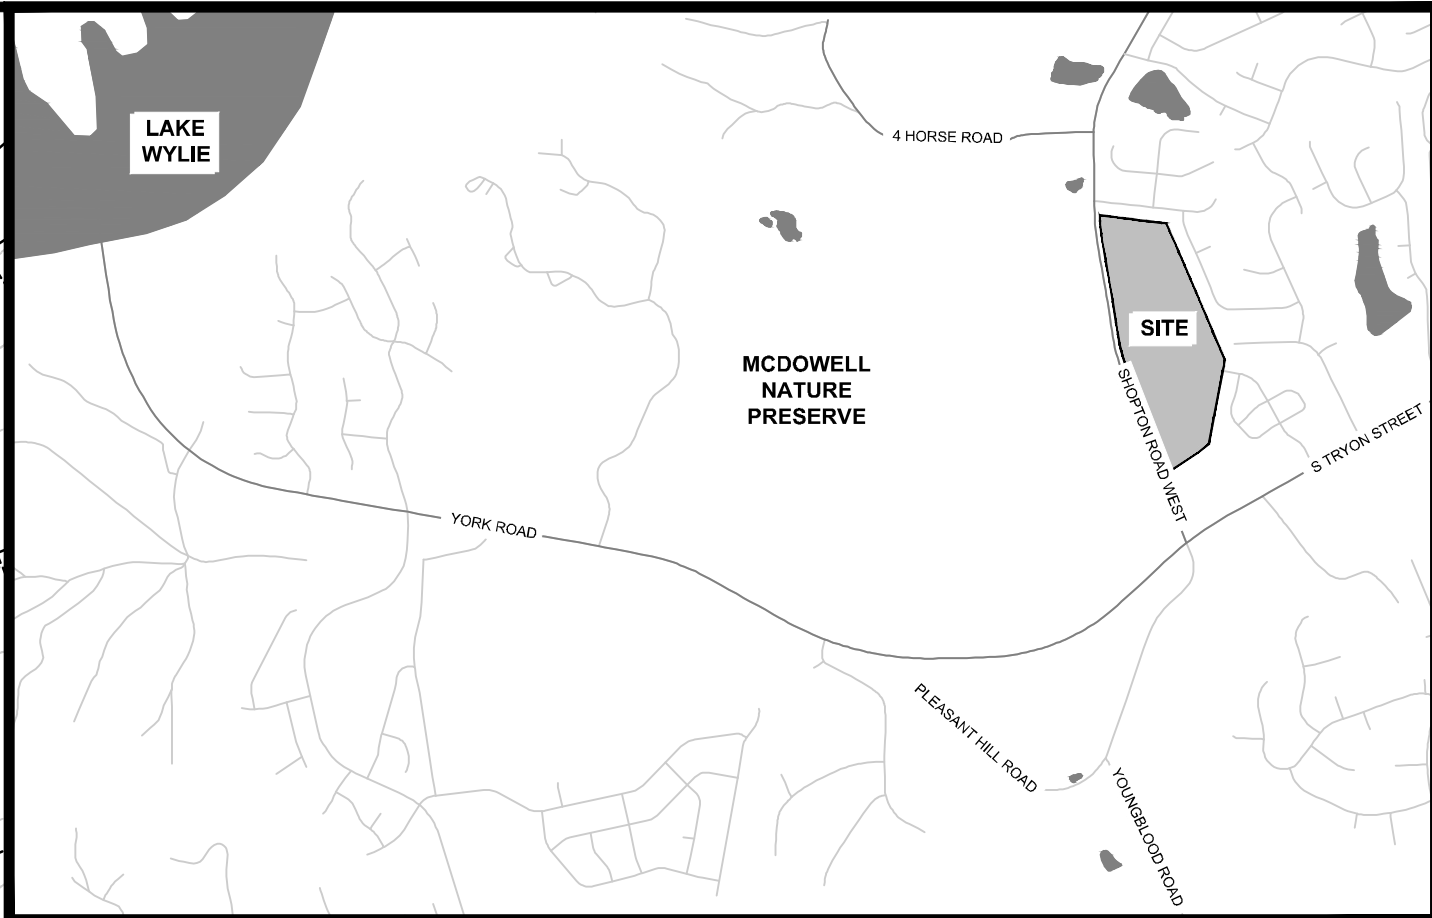 LAKE
WYLIE
4 HORSE ROAD
SITE
MCDOWELL
NATURE
PRESERVE
SHOPTON ROAD WEST
S TRYON STREET
YORK ROAD
PLEASANT HILL ROAD
YOUNGBLOOD ROAD